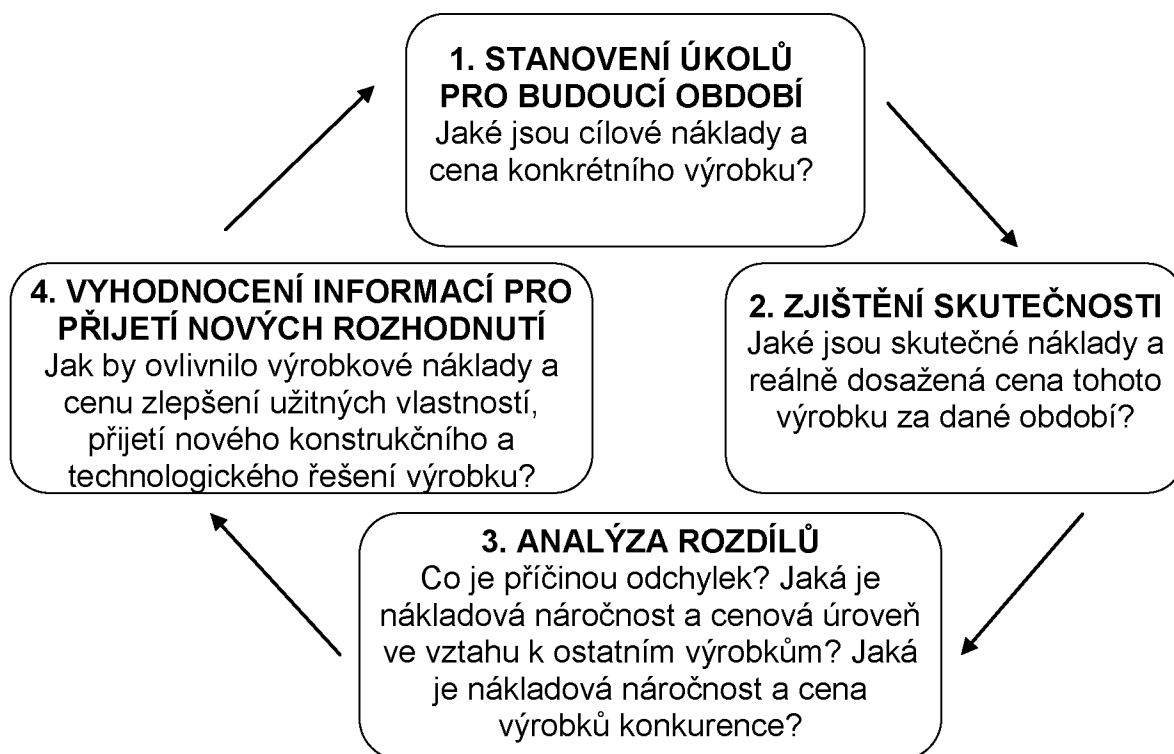 1. STANOVENÍ ÚKOLŮ
PRO BUDOUCÍ OBDOBÍ
Jaké jsou cílové náklady a
cena konkrétního výrobku?
2. ZJIŠTĚNÍ SKUTEČNOSTI
Jaké jsou skutečné náklady a
reálně dosažená cena tohoto
výrobku za dané období?
3. ANALÝZA ROZDÍLŮ
Co je příčinou odchylek? Jaká je
nákladová náročnost a cenová úroveň
ve vztahu k ostatním výrobkům? Jaká
je nákladová náročnost a cena
výrobků konkurence?
4. VYHODNOCENÍ INFORMACÍ PRO
PŘIJETÍ NOVÝCH ROZHODNUTÍ
Jak by ovlivnilo výrobkové náklady a
cenu zlepšení užitných vlastností,
přijetí nového konstrukčního a
technologického řešení výrobku?